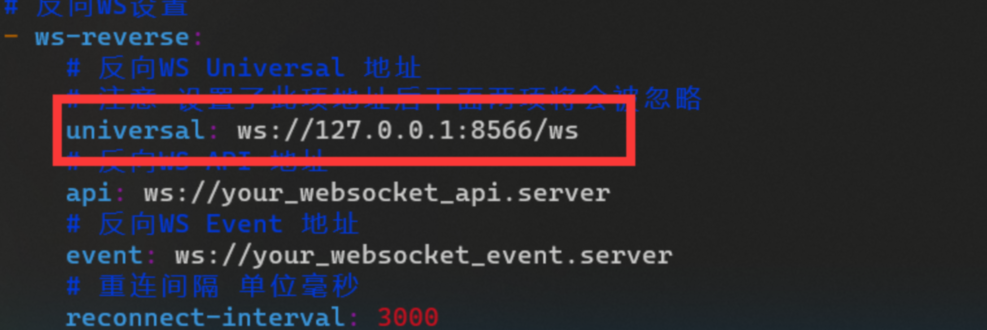 # 反向WS设置
- ws-reverse:
# 反向WS Universal 地址
# 注意 设置了此项地址后下面两项将会被忽略
universal: ws://127.0.0.1:8566/ws
# 反向WS API 地址
api: ws://your_websocket_api.server
# 反向WS Event 地址
event: ws://your_websocket_event.server
# 重连间隔 单位毫秒
reconnect-interval: 3000